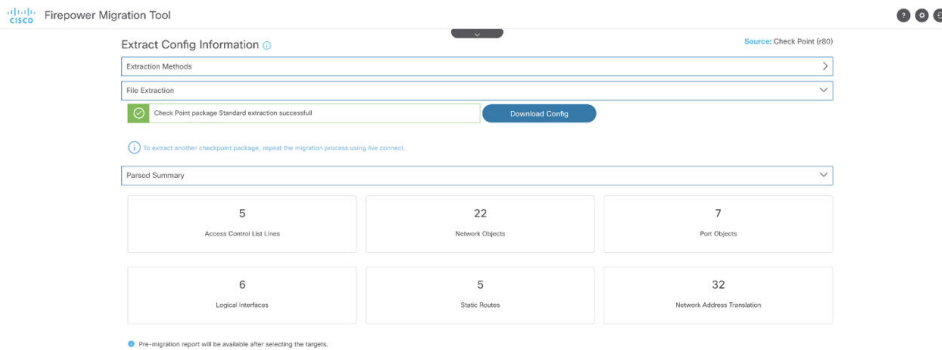 CISCO Firepower Migration Tool
Extract Config Information
Source: Check Point (r80)
Extraction Methods
File Extraction
Check Point package Standard extraction successfull
Download Config
To extract another checkpoint package, repeat the migration process using live connect.
Parsed Summary
5
Access Control List Lines
22
Network Objects
7
Port Objects
6
Logical Interfaces
5
Static Routes
32
Network Address Translation
Pre-migration report will be available after selecting the targets.